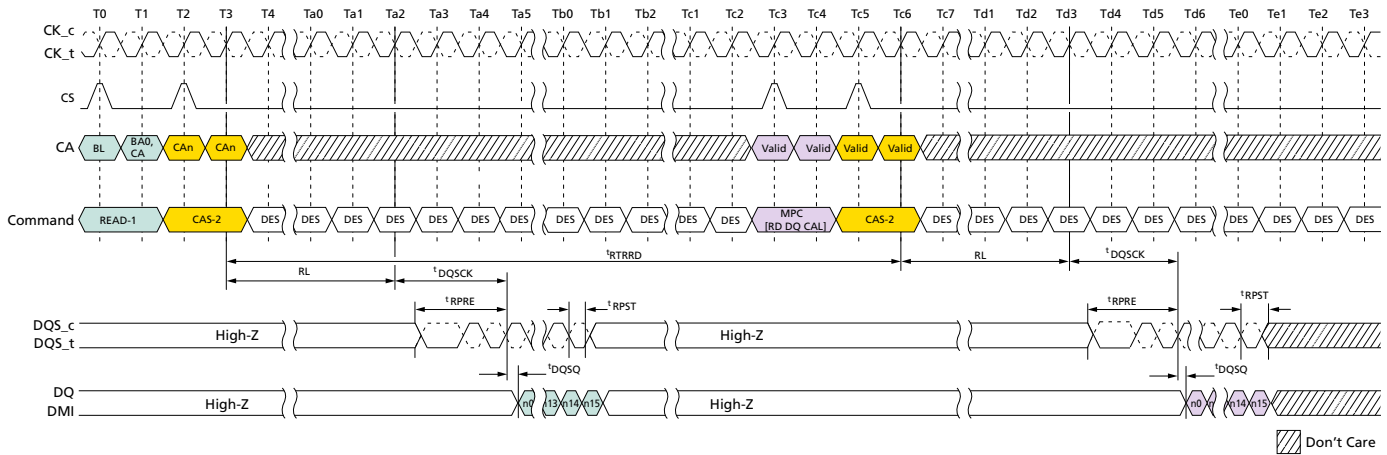 T0 T1 T2 T3 T4 Ta0 Ta1 Ta2 Ta3 Ta4 Ta5 Tb0 Tb1 Tb2 Tc1 Tc2 Tc3 Tc4 Tc5 Tc6 Tc7 Td1 Td2 Td3 Td4 Td5 Td6 Te0 Te1 Te2 Te3
CK_c
CK_t
CS
CA BL BA0, CA CAn CAn Valid Valid Valid Valid
Command READ-1 CAS-2 DES DES DES DES DES DES DES DES DES DES DES DES MPC [RD DQ CAL] CAS-2 DES DES DES DES DES DES DES DES DES DES DES
tRTRRD
RL tDQSCK RL tDQSCK
tRPRE tRPST tRPRE tRPST
DQS_c
DQS_t
High-Z High-Z
tDQSQ tDQSQ
DQ
DMI
High-Z n0 n13 n14 n15 High-Z n0 n n14 n15
Don't Care